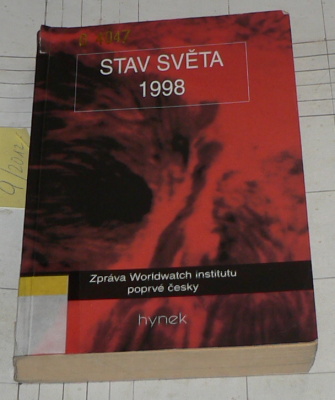 STAV SVĚTA
1998
Zpráva Worldwatch institutu
poprvé česky
hynek